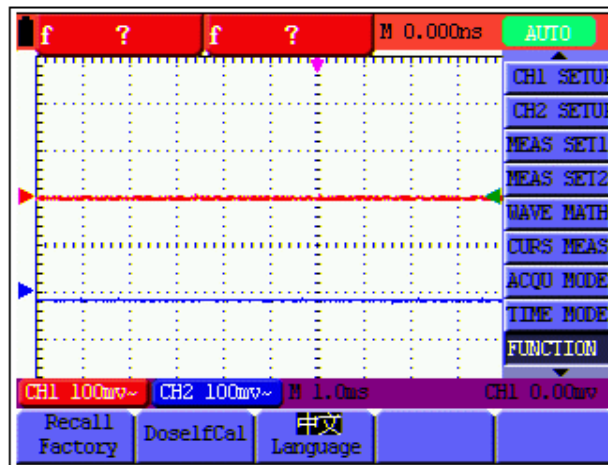 f ? f ? M 0.000ns AUTO
CH1 SETUP
CH2 SETUP
MEAS SET1
MEAS SET2
WAVE MATH
CURS MEAS
ACQU MODE
TIME MODE
FUNCTION
CH1 100mv~ CH2 100mv~ M 1.0ms CH1 0.00mv
Recall
Factory
DoselfCal
中文
Language